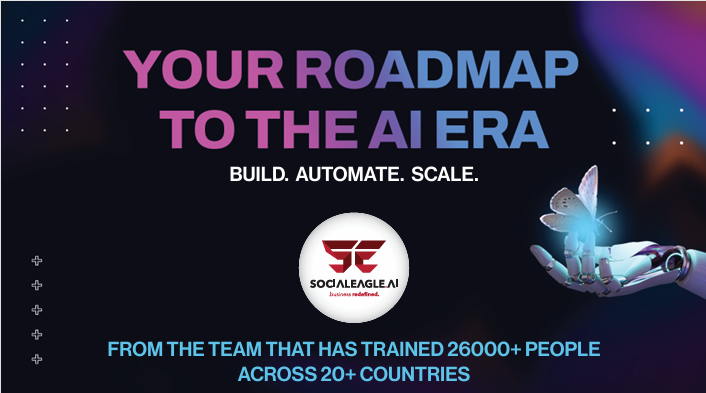 YOUR ROADMAP
TO THE AI ERA
BUILD. AUTOMATE. SCALE.
SE
SOCIALEAGLE.AI
business redefined.
FROM THE TEAM THAT HAS TRAINED 26000+ PEOPLE
ACROSS 20+ COUNTRIES